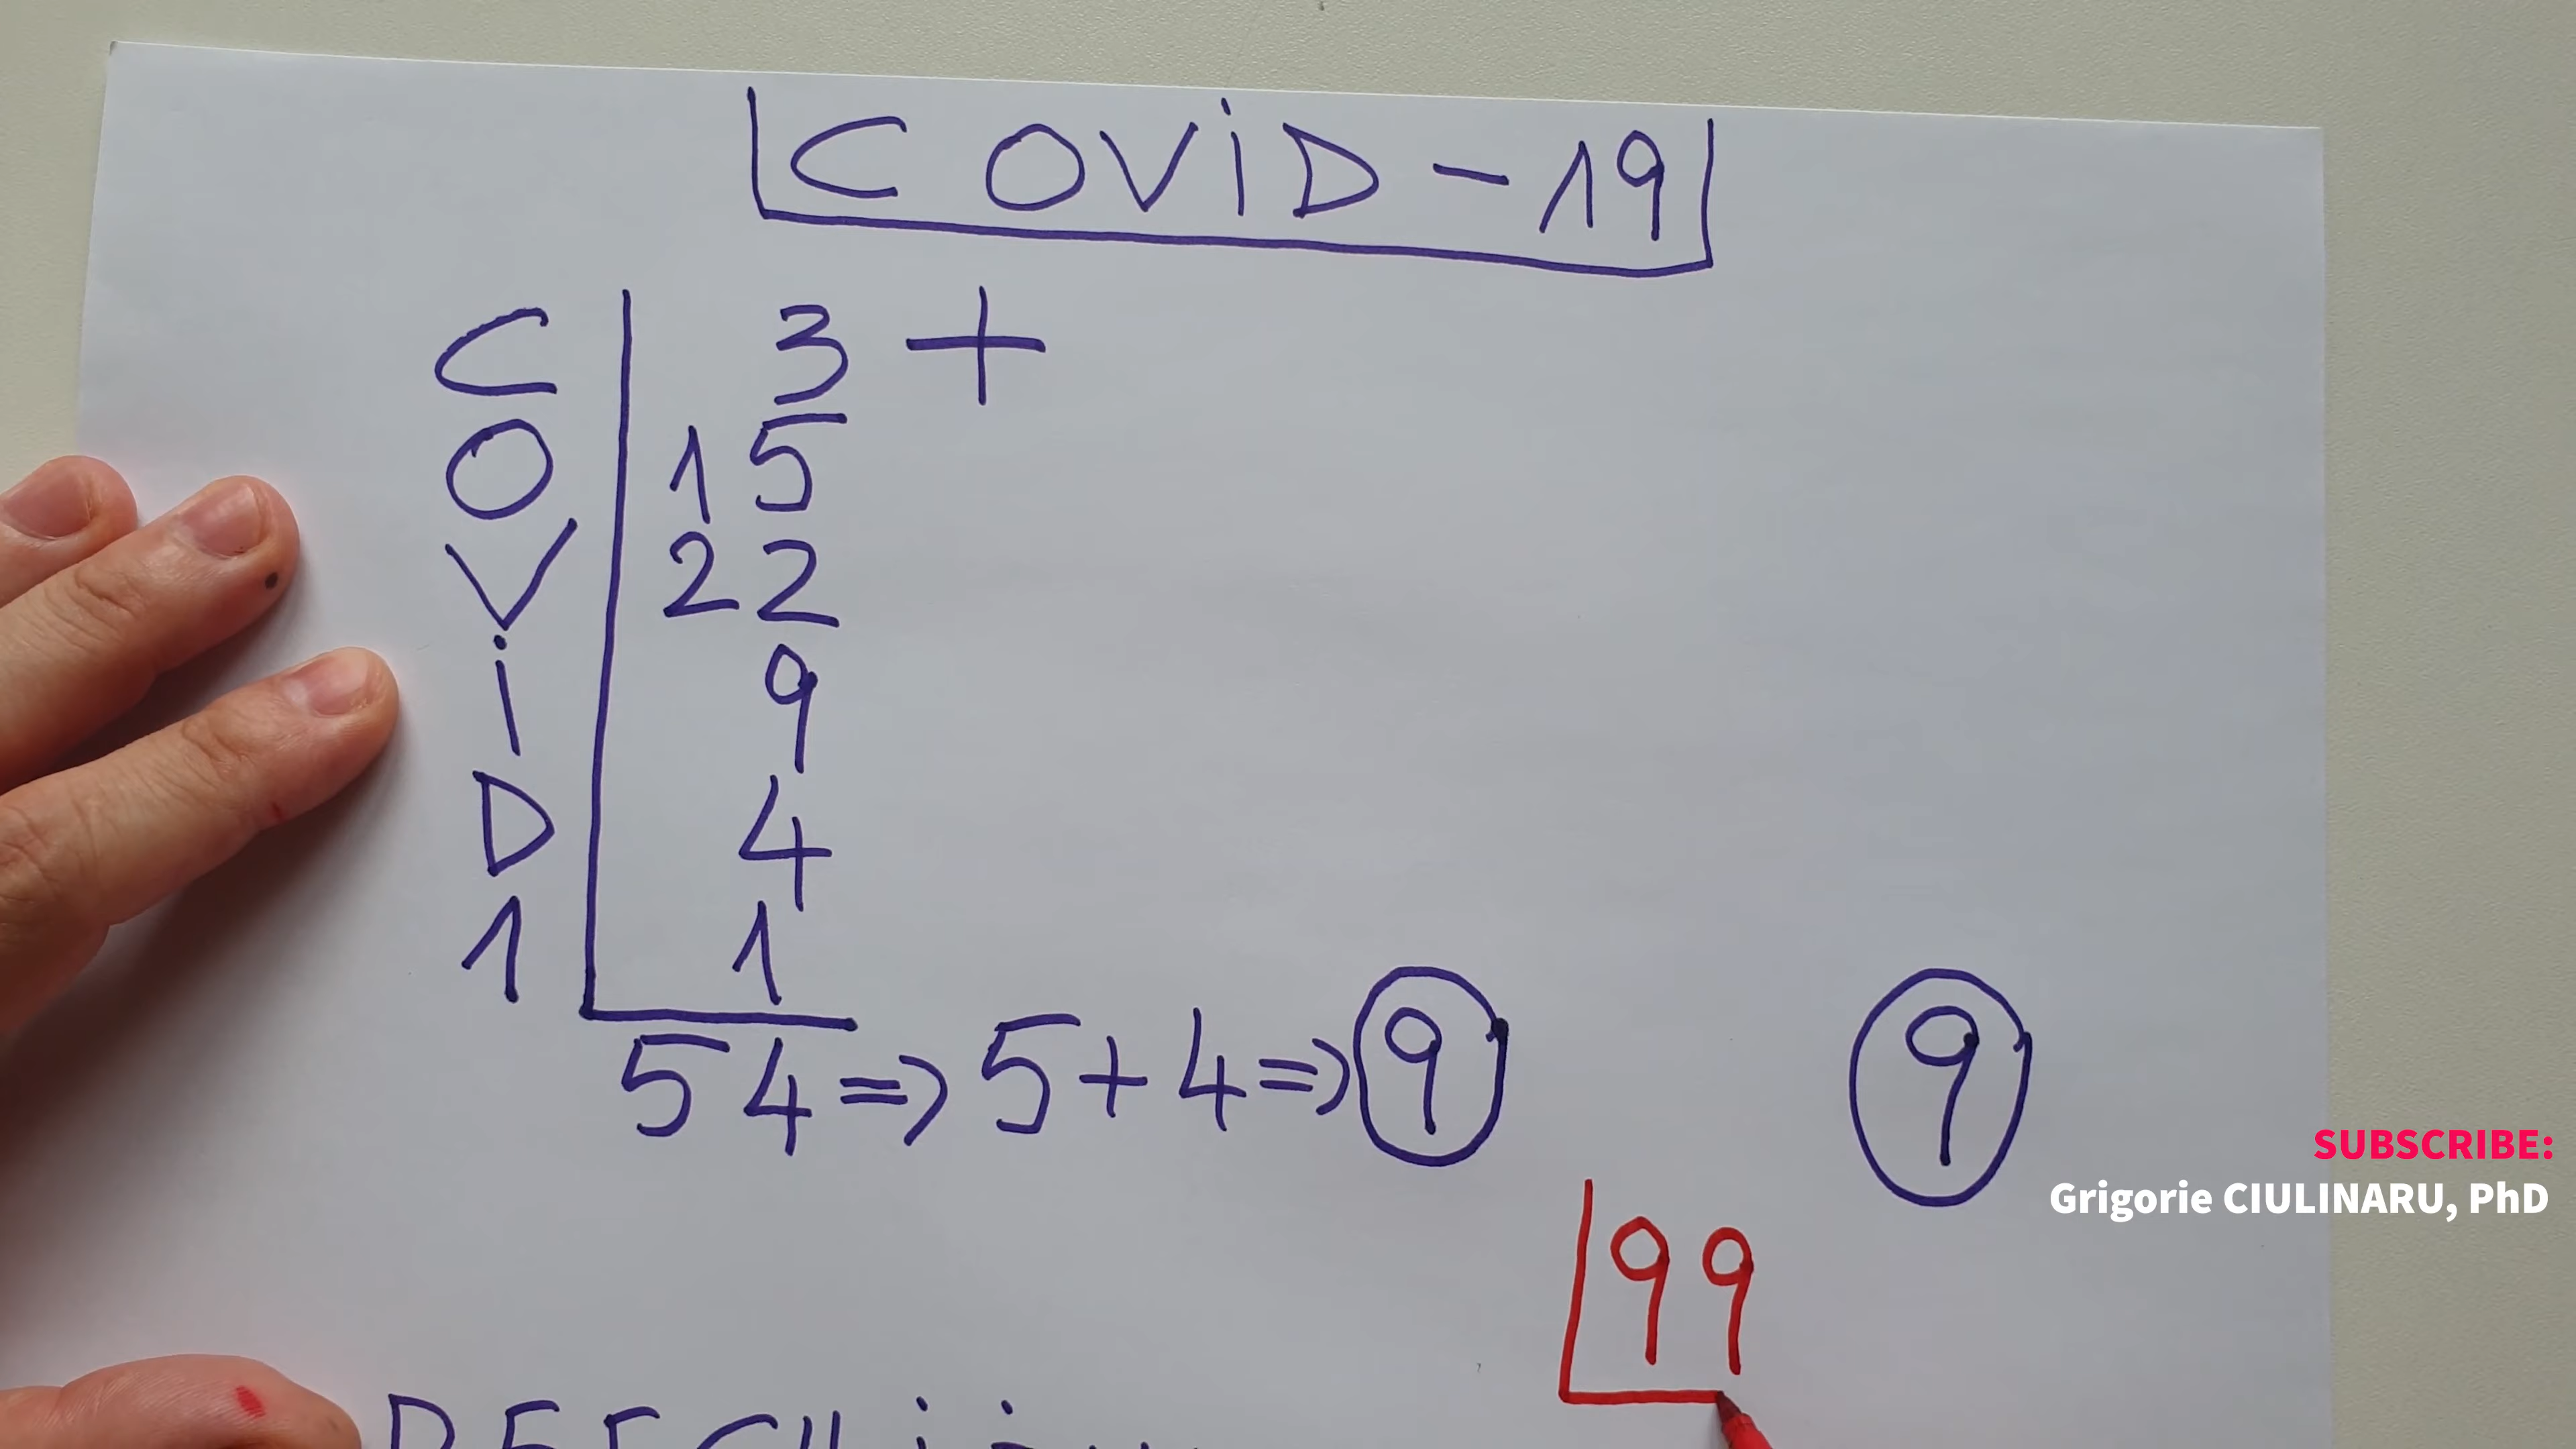 COViD-19
C 3 +
O 15
V 22
i 9
D 4
1 1
54 => 5+4 => 9 9
SUBSCRIBE:
Grigorie CIULINARU, PhD
99